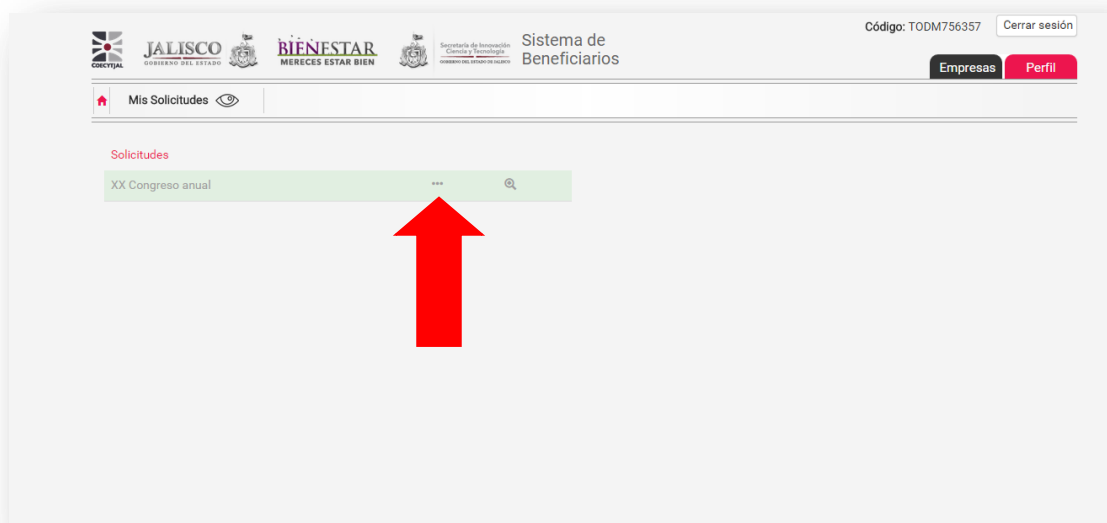 Código: TODM756357 Cerrar sesión
COECYTJAL
JALISCO
GOBIERNO DEL ESTADO
BIENESTAR
MERECES ESTAR BIEN
Secretaría de Innovación
Ciencia y Tecnología
GOBIERNO DEL ESTADO DE JALISCO
Sistema de
Beneficiarios
Empresas Perfil
Mis Solicitudes
Solicitudes
XX Congreso anual •••